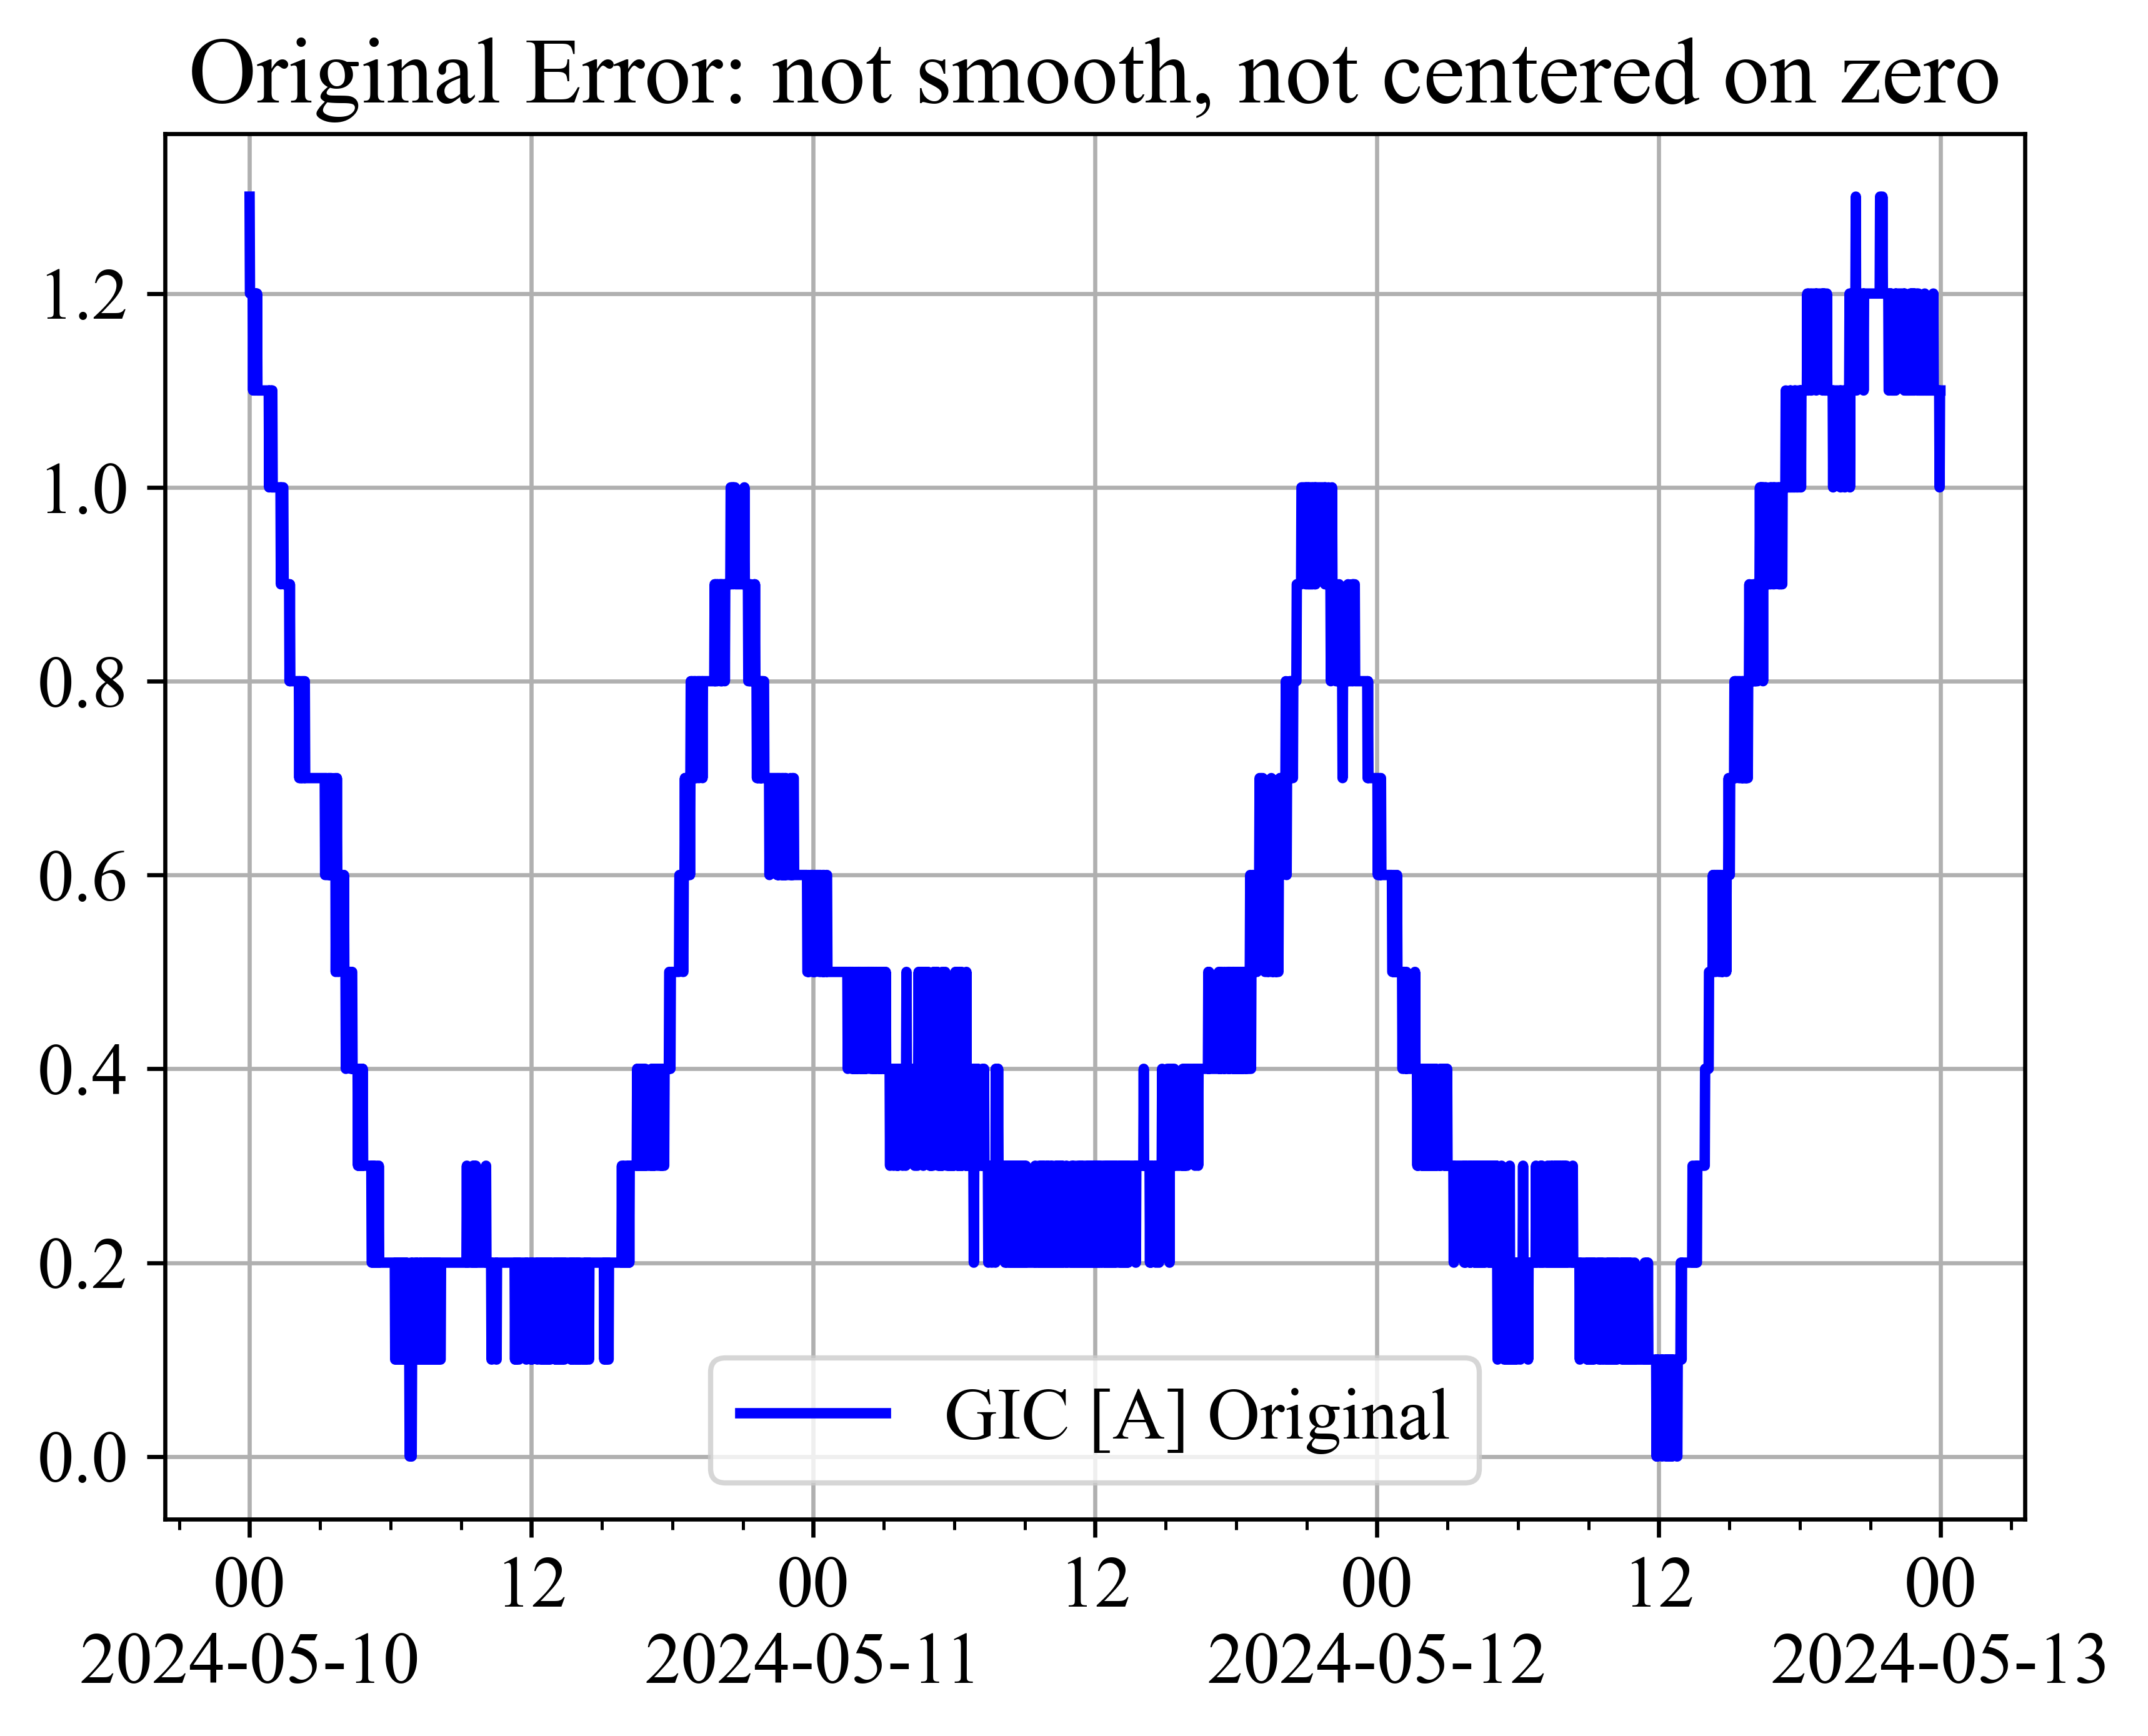 Original Error: not smooth, not centered on zero
1.2
1.0
0.8
0.6
0.4
0.2
0.0
GIC [A] Original
00 12 00 12 00 12 00
2024-05-10 2024-05-11 2024-05-12 2024-05-13